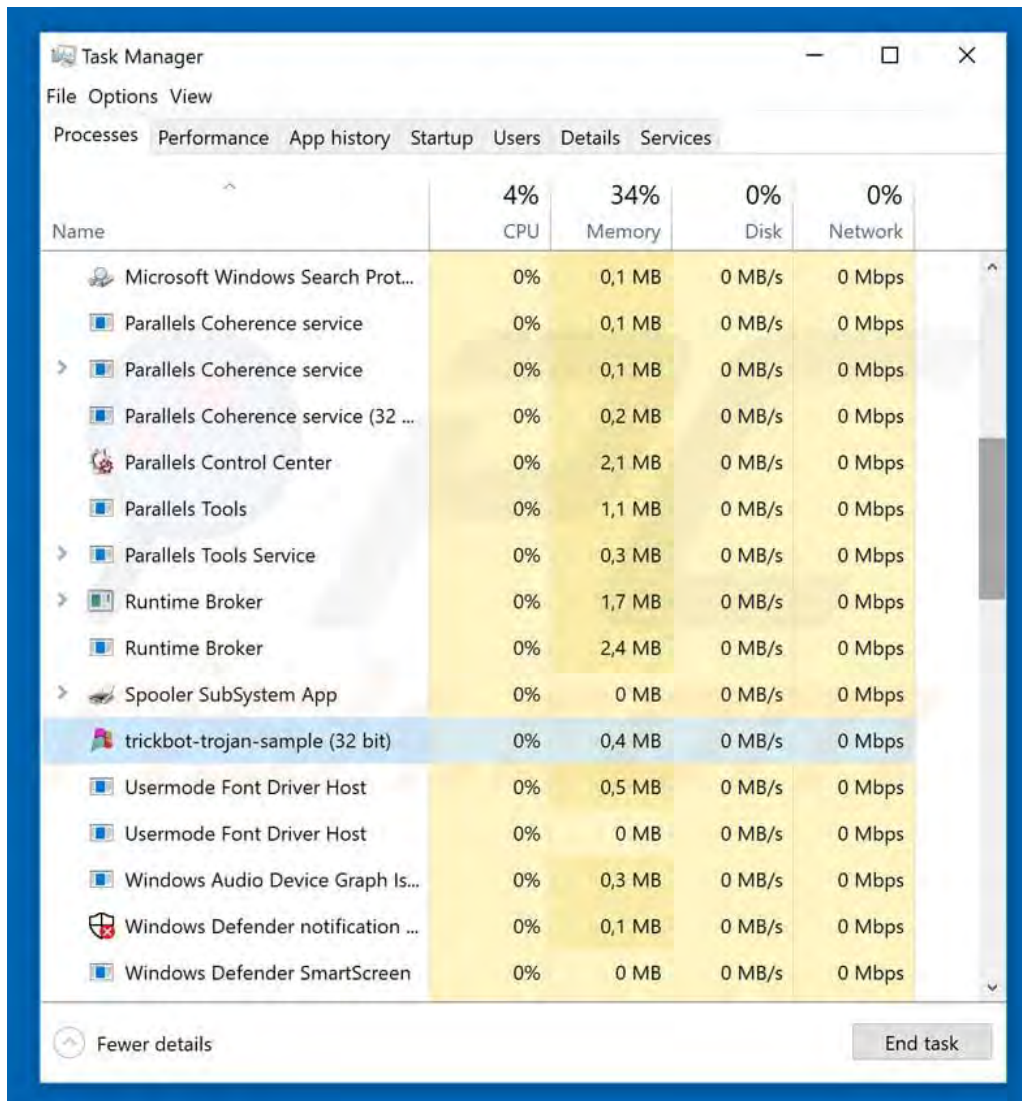 Task Manager
File Options View
Processes Performance App history Startup Users Details Services
4% 34% 0% 0%
Name CPU Memory Disk Network
Microsoft Windows Search Prot... 0% 0,1 MB 0 MB/s 0 Mbps
Parallels Coherence service 0% 0,1 MB 0 MB/s 0 Mbps
Parallels Coherence service 0% 0,1 MB 0 MB/s 0 Mbps
Parallels Coherence service (32 ... 0% 0,2 MB 0 MB/s 0 Mbps
Parallels Control Center 0% 2,1 MB 0 MB/s 0 Mbps
Parallels Tools 0% 1,1 MB 0 MB/s 0 Mbps
Parallels Tools Service 0% 0,3 MB 0 MB/s 0 Mbps
Runtime Broker 0% 1,7 MB 0 MB/s 0 Mbps
Runtime Broker 0% 2,4 MB 0 MB/s 0 Mbps
Spooler SubSystem App 0% 0 MB 0 MB/s 0 Mbps
trickbot-trojan-sample (32 bit) 0% 0,4 MB 0 MB/s 0 Mbps
Usermode Font Driver Host 0% 0,5 MB 0 MB/s 0 Mbps
Usermode Font Driver Host 0% 0 MB 0 MB/s 0 Mbps
Windows Audio Device Graph Is... 0% 0,3 MB 0 MB/s 0 Mbps
Windows Defender notification ... 0% 0,1 MB 0 MB/s 0 Mbps
Windows Defender SmartScreen 0% 0 MB 0 MB/s 0 Mbps
Fewer details End task